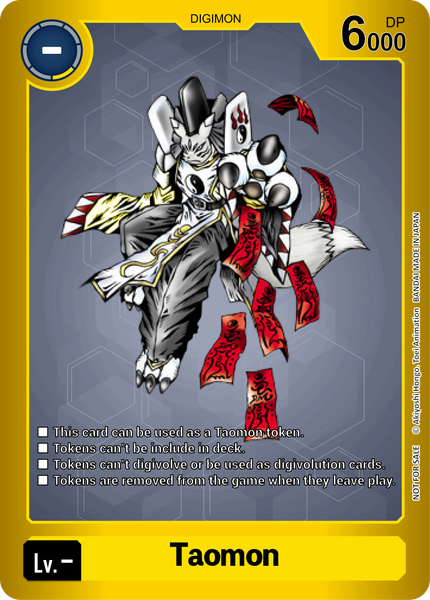 DIGIMON
-
DP
6000
■ This card can be used as a Taomon token.
■ Tokens can't be include in deck.
■ Tokens can't digivolve or be used as digivolution cards.
■ Tokens are removed from the game when they leave play.
NOT FOR SALE © Akiyoshi Hongo, Toei Animation BANDAI MADE IN JAPAN
Lv.-
Taomon